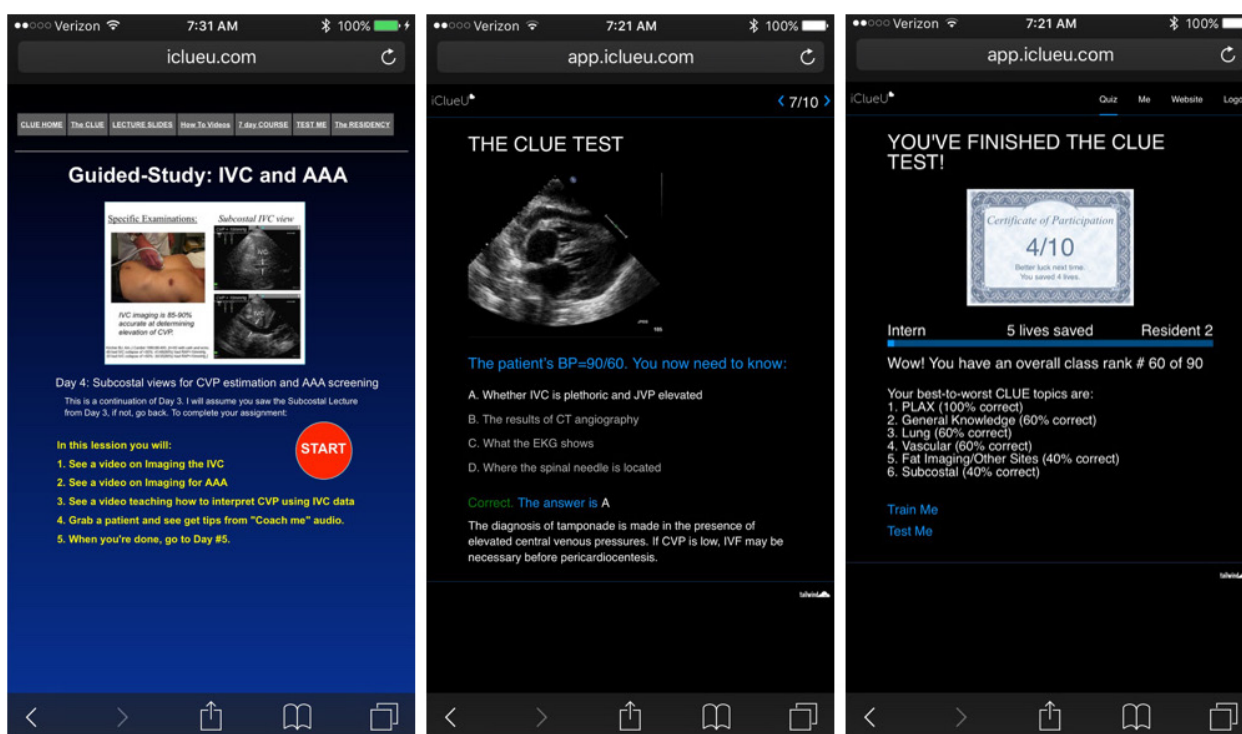 Verizon 7:31 AM 100%
iclueu.com
CLUE HOME The CLUE LECTURE SLIDES How To Videos 7 day COURSE TEST ME The RESIDENCY
Guided-Study: IVC and AAA
Specific Examinations: Subcostal IVC view
IVC
IVC imaging is 85-90%
accurate at determining
elevation of CVP.
Day 4: Subcostal views for CVP estimation and AAA screening
This is a continuation of Day 3. I will assume you saw the Subcostal Lecture
from Day 3, if not, go back. To complete your assignment:
In this lession you will:
START
1. See a video on Imaging the IVC
2. See a video on Imaging for AAA
3. See a video teaching how to interpret CVP using IVC data
4. Grab a patient and see get tips from "Coach me" audio.
5. When you're done, go to Day #5.
Verizon 7:21 AM 100%
app.iclueu.com
iClueU 7/10
THE CLUE TEST
The patient's BP=90/60. You now need to know:
A. Whether IVC is plethoric and JVP elevated
B. The results of CT angiography
C. What the EKG shows
D. Where the spinal needle is located
Correct. The answer is A
The diagnosis of tamponade is made in the presence of
elevated central venous pressures. If CVP is low, IVF may be
necessary before pericardiocentesis.
tailwind
Verizon 7:21 AM 100%
app.iclueu.com
iClueU Quiz Me Website Logo
YOU'VE FINISHED THE CLUE
TEST!
Certificate of Participation
4/10
Better luck next time.
You saved 4 lives.
Intern 5 lives saved Resident 2
Wow! You have an overall class rank # 60 of 90
Your best-to-worst CLUE topics are:
1. PLAX (100% correct)
2. General Knowledge (60% correct)
3. Lung (60% correct)
4. Vascular (60% correct)
5. Fat Imaging/Other Sites (40% correct)
6. Subcostal (40% correct)
Train Me
Test Me